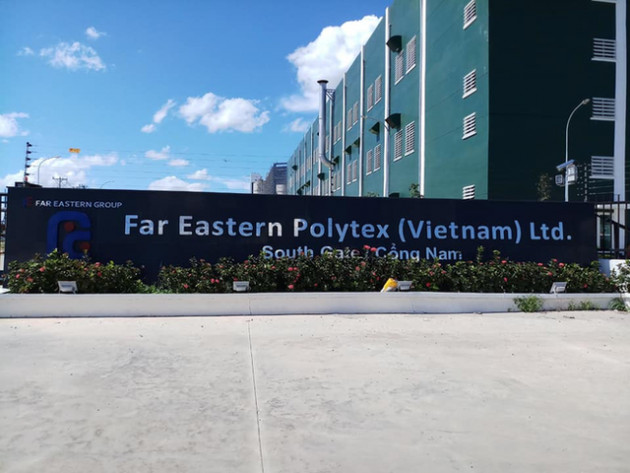 FAR EASTERN GROUP
Far Eastern Polytex (Vietnam) Ltd.
South Gate / Cổng Nam